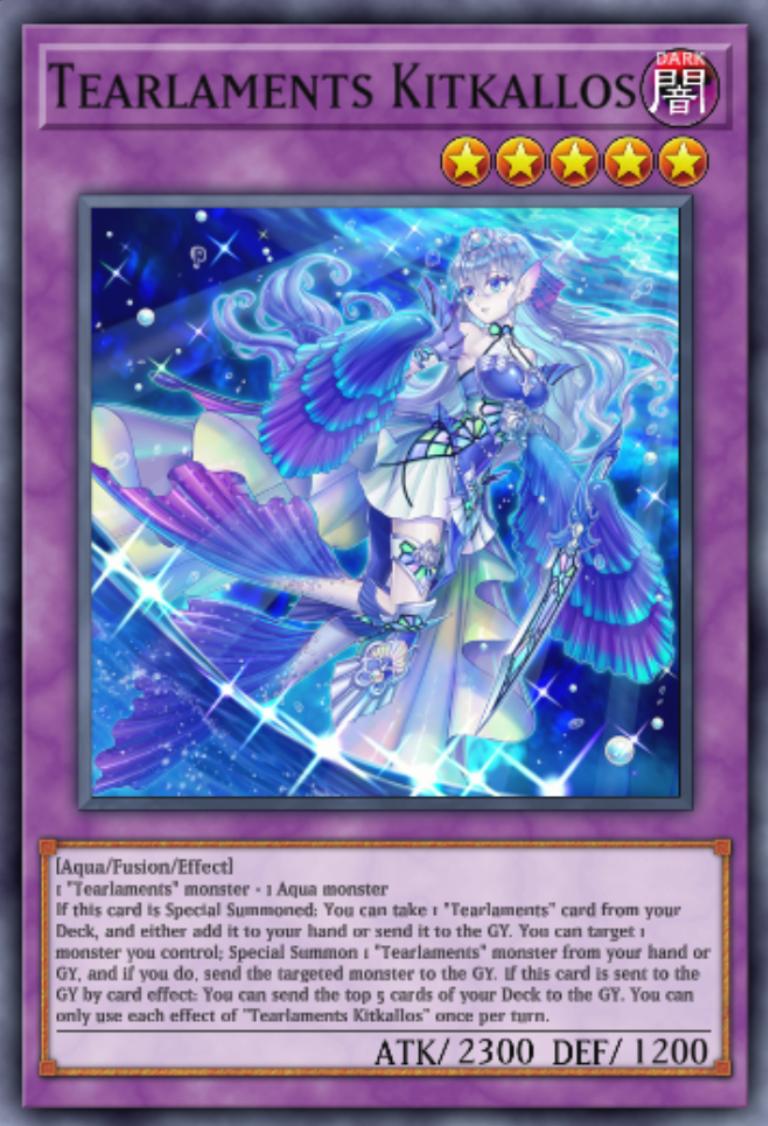 TEARLAMENTS KITKALLOS
DARK
闇
[Aqua/Fusion/Effect]
1 "Tearlaments" monster - 1 Aqua monster
If this card is Special Summoned: You can take 1 "Tearlaments" card from your
Deck, and either add it to your hand or send it to the GY. You can target 1
monster you control; Special Summon 1 "Tearlaments" monster from your hand or
GY, and if you do, send the targeted monster to the GY. If this card is sent to the
GY by card effect: You can send the top 5 cards of your Deck to the GY. You can
only use each effect of "Tearlaments Kitkallos" once per turn.
ATK/ 2300 DEF/ 1200